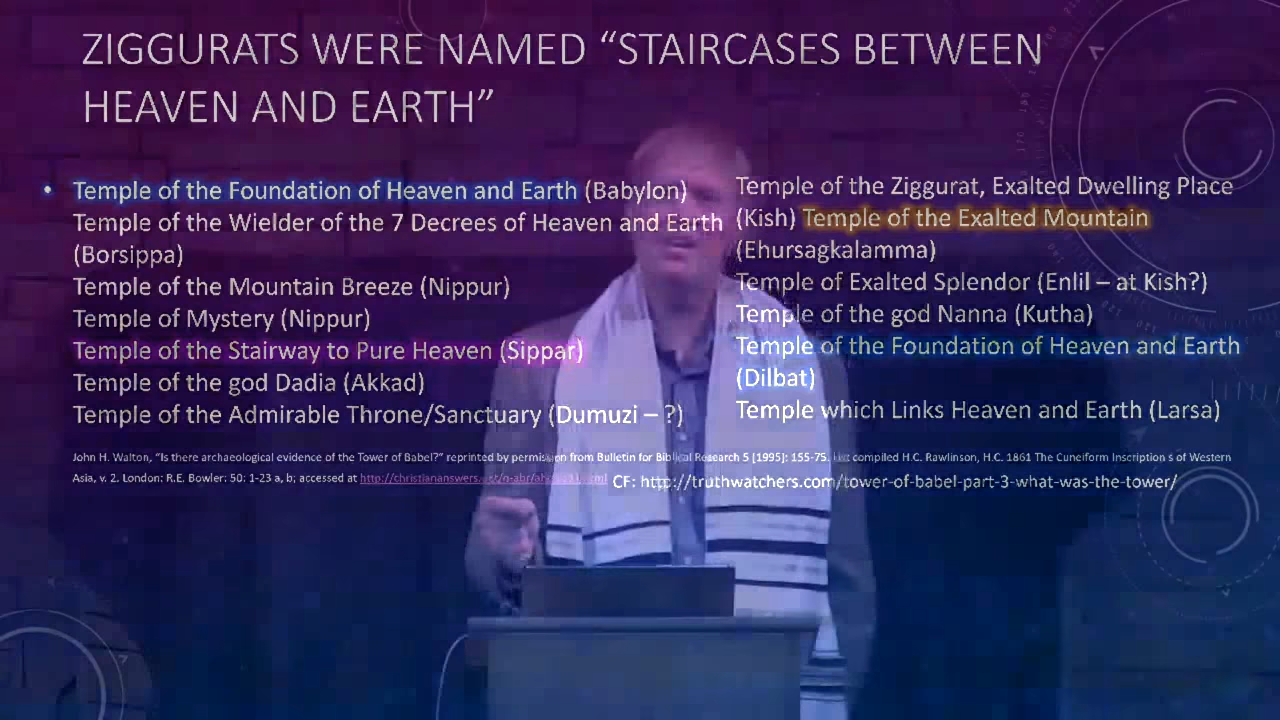 ZIGGURATS WERE NAMED “STAIRCASES BETWEEN
HEAVEN AND EARTH”
• Temple of the Foundation of Heaven and Earth (Babylon)
Temple of the Wielder of the 7 Decrees of Heaven and Earth
(Borsippa)
Temple of the Mountain Breeze (Nippur)
Temple of Mystery (Nippur)
Temple of the Stairway to Pure Heaven (Sippar)
Temple of the god Dadia (Akkad)
Temple of the Admirable Throne/Sanctuary (Dumuzi – ?)
Temple of the Ziggurat, Exalted Dwelling Place
(Kish) Temple of the Exalted Mountain
(Ehursagkalamma)
Temple of Exalted Splendor (Enlil – at Kish?)
Temple of the god Nanna (Kutha)
Temple of the Foundation of Heaven and Earth
(Dilbat)
Temple which Links Heaven and Earth (Larsa)
John H. Walton, “Is there archaeological evidence of the Tower of Babel?” reprinted by permission from Bulletin for Biblical Research 5 [1995]: 155-75. List compiled H.C. Rawlinson, H.C. 1861 The Cuneiform Inscriptions of Western
Asia, v. 2. London: R.E. Bowler: 50: 1-23 a, b; accessed at
CF: http://truthwatchers.com/tower-of-babel-part-3-what-was-the-tower/